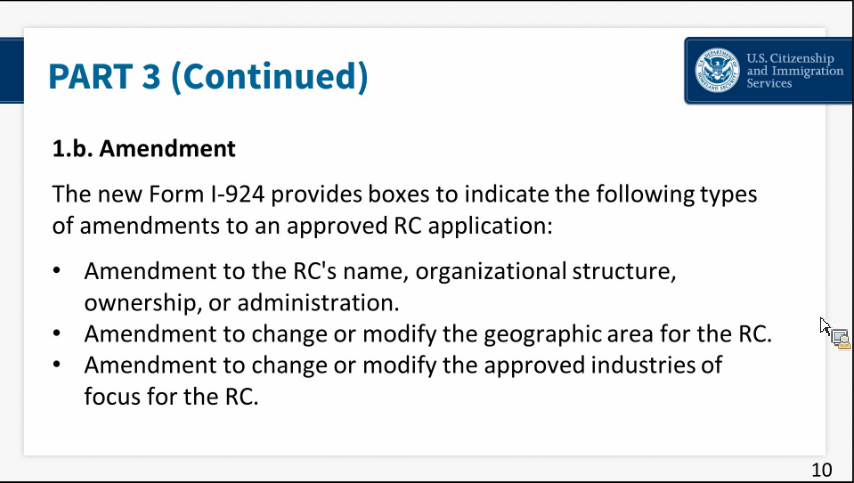 PART 3 (Continued)
U.S. Citizenship
and Immigration
Services
1.b. Amendment
The new Form I-924 provides boxes to indicate the following types
of amendments to an approved RC application:
• Amendment to the RC's name, organizational structure,
ownership, or administration.
• Amendment to change or modify the geographic area for the RC.
• Amendment to change or modify the approved industries of
focus for the RC.
10